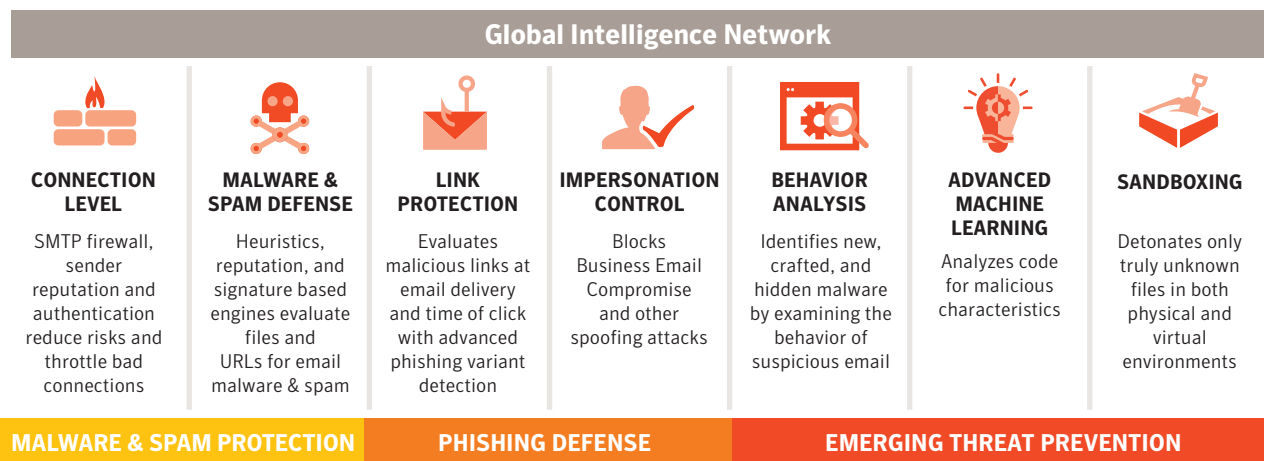 Global Intelligence Network
CONNECTION
LEVEL
SMTP firewall,
sender
reputation and
authentication
reduce risks and
throttle bad
connections
MALWARE &
SPAM DEFENSE
Heuristics,
reputation, and
signature based
engines evaluate
files and
URLs for email
malware & spam
LINK
PROTECTION
Evaluates
malicious links at
email delivery
and time of click
with advanced
phishing variant
detection
IMPERSONATION
CONTROL
Blocks
Business Email
Compromise
and other
spoofing attacks
BEHAVIOR
ANALYSIS
Identifies new,
crafted, and
hidden malware
by examining the
behavior of
suspicious email
ADVANCED
MACHINE
LEARNING
Analyzes code
for malicious
characteristics
SANDBOXING
Detonates only
truly unknown
files in both
physical and
virtual
environments
MALWARE & SPAM PROTECTION
PHISHING DEFENSE
EMERGING THREAT PREVENTION